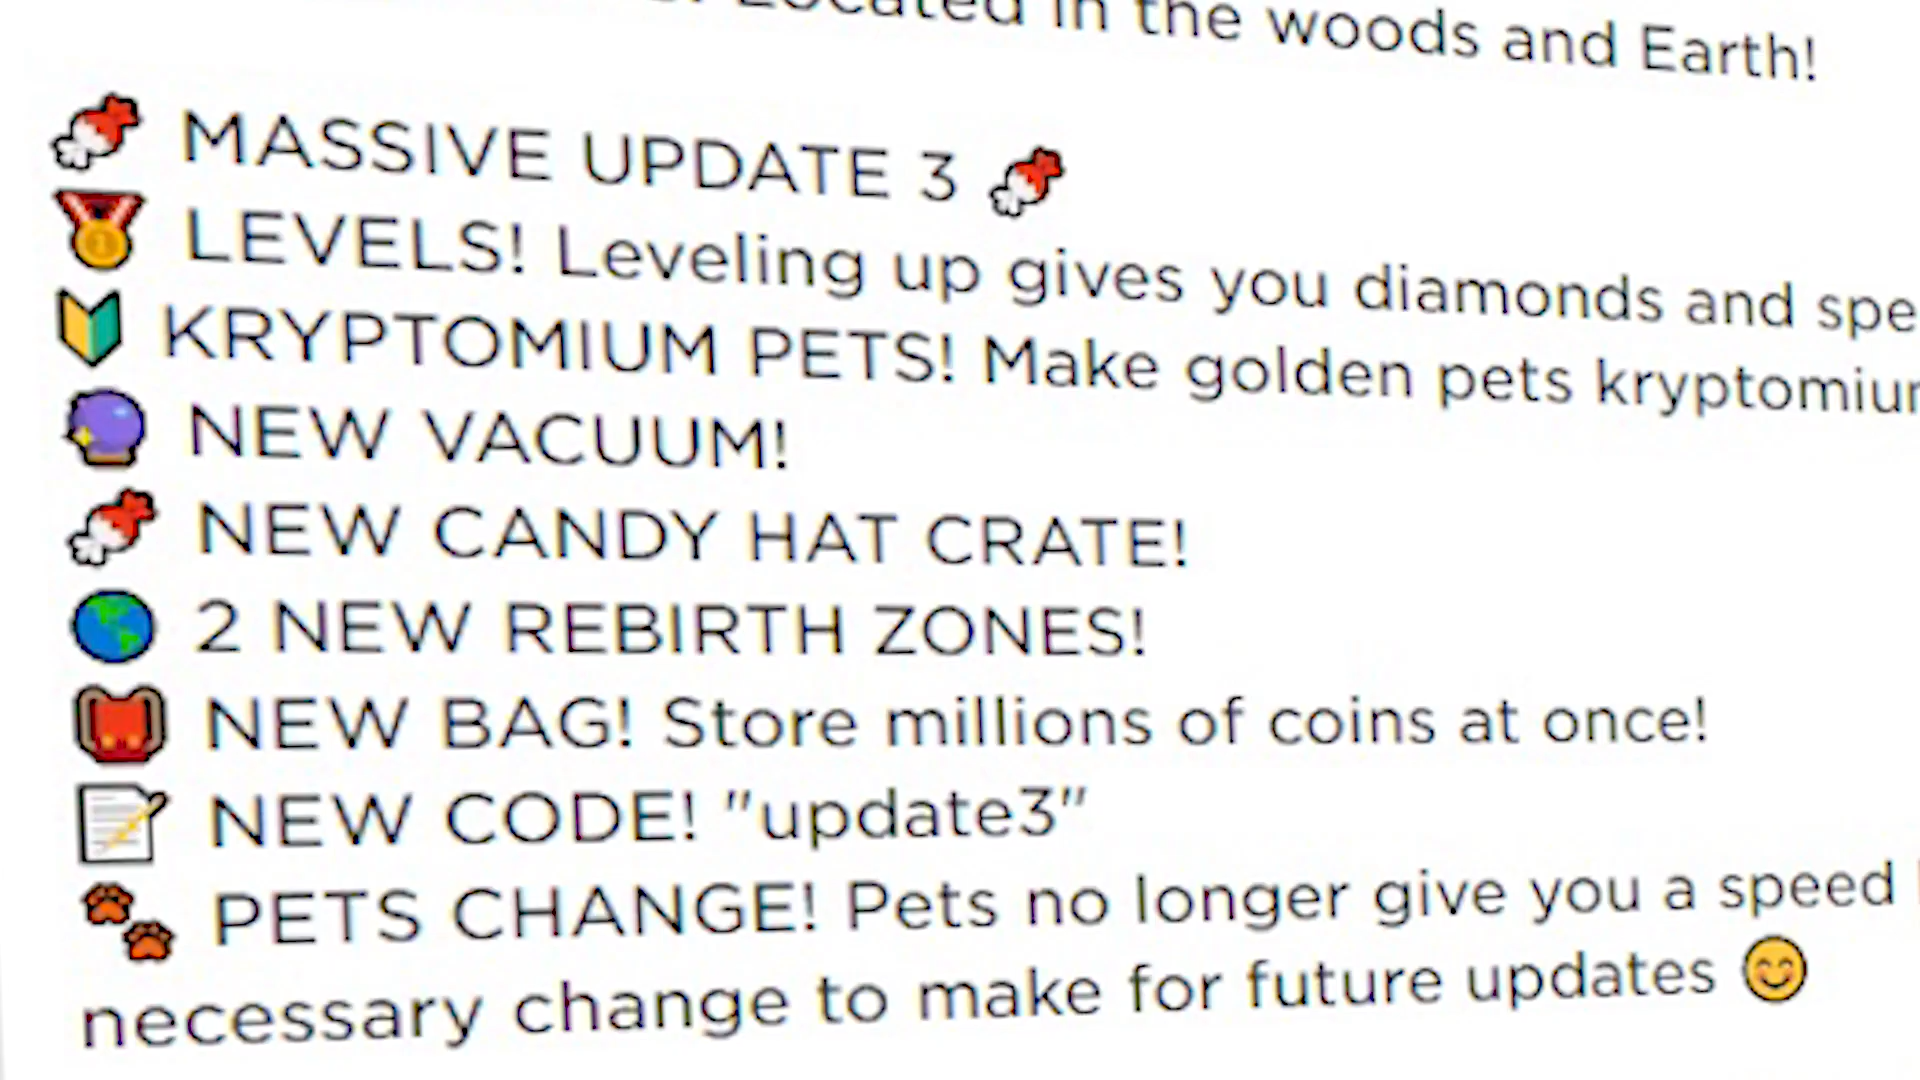 Located in the woods and Earth!
🍖 MASSIVE UPDATE 3 🍖
🏅 LEVELS! Leveling up gives you diamonds and
🔰 KRYPTOMIUM PETS! Make golden pets
🔮 NEW VACUUM!
🍖 NEW CANDY HAT CRATE!
🌎 2 NEW REBIRTH ZONES!
🎒 NEW BAG! Store millions of coins at once!
📝 NEW CODE! "update3"
🐾 PETS CHANGE! Pets no longer give you a speed
necessary change to make for future updates 😊